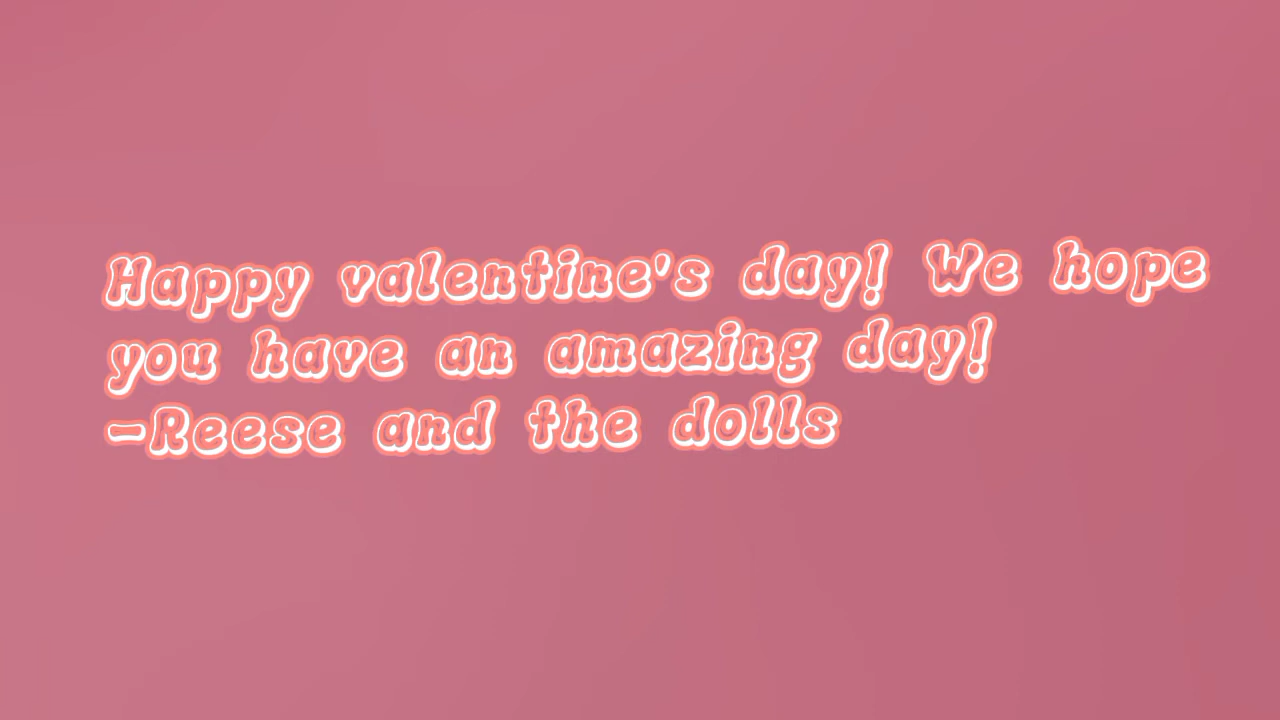 Happy valentine's day! We hope
you have an amazing day!
-Reese and the dolls